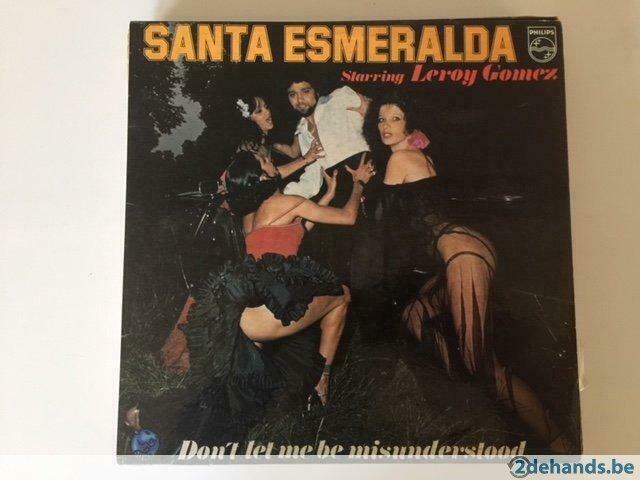 SANTA ESMERALDA
PHILIPS
Starring Leroy Gomez
Don't let me be misunderstood
2dehands.be